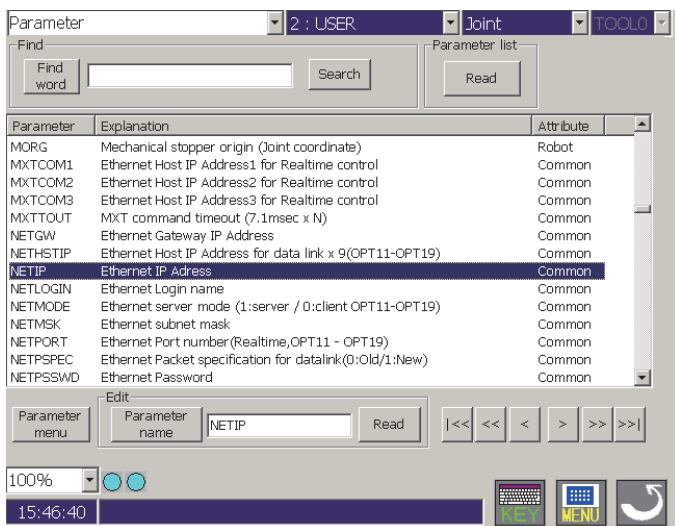 Parameter 2 : USER Joint TOOL0
Find Parameter list
Find word Search Read
Parameter Explanation Attribute
MORG Mechanical stopper origin (Joint coordinate) Robot
MXTCOM1 Ethernet Host IP Address1 for Realtime control Common
MXTCOM2 Ethernet Host IP Address2 for Realtime control Common
MXTCOM3 Ethernet Host IP Address3 for Realtime control Common
MXTTOUT MXT command timeout (7.1msec x N) Common
NETGW Ethernet Gateway IP Address Common
NETHSTIP Ethernet Host IP Address for data link x 9(OPT11-OPT19) Common
NETIP Ethernet IP Adress Common
NETLOGIN Ethernet Login name Common
NETMODE Ethernet server mode (1:server / 0:client OPT11-OPT19) Common
NETMSK Ethernet subnet mask Common
NETPORT Ethernet Port number(Realtime,OPT11 - OPT19) Common
NETPSPEC Ethernet Packet specification for datalink(0:Old/1:New) Common
NETPSSWD Ethernet Password Common
Edit
Parameter menu Parameter name NETIP Read |<< << < > >> >>|
100%
15:46:40 KEY MENU